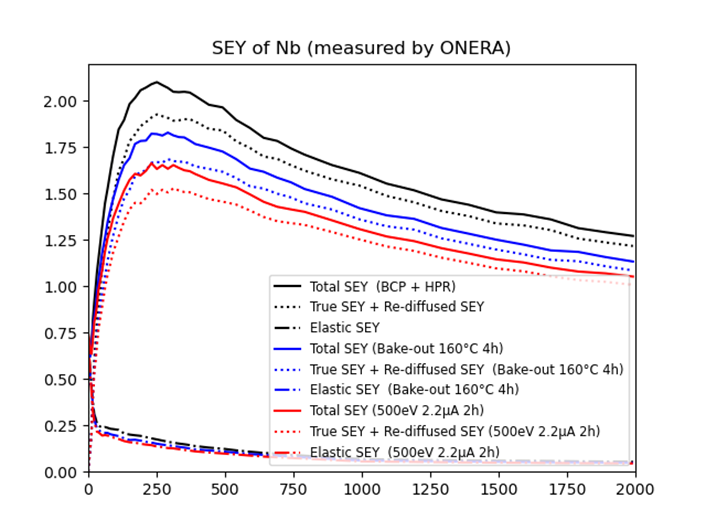 SEY of Nb (measured by ONERA)
2.00
1.75
1.50
1.25
1.00
0.75
0.50
0.25
0.00
Total SEY  (BCP + HPR)
True SEY + Re-diffused SEY
Elastic SEY
Total SEY (Bake-out 160°C 4h)
True SEY + Re-diffused SEY  (Bake-out 160°C 4h)
Elastic SEY  (Bake-out 160°C 4h)
Total SEY (500eV 2.2μA 2h)
True SEY + Re-diffused SEY (500eV 2.2μA 2h)
Elastic SEY  (500eV 2.2μA 2h)
0 250 500 750 1000 1250 1500 1750 2000